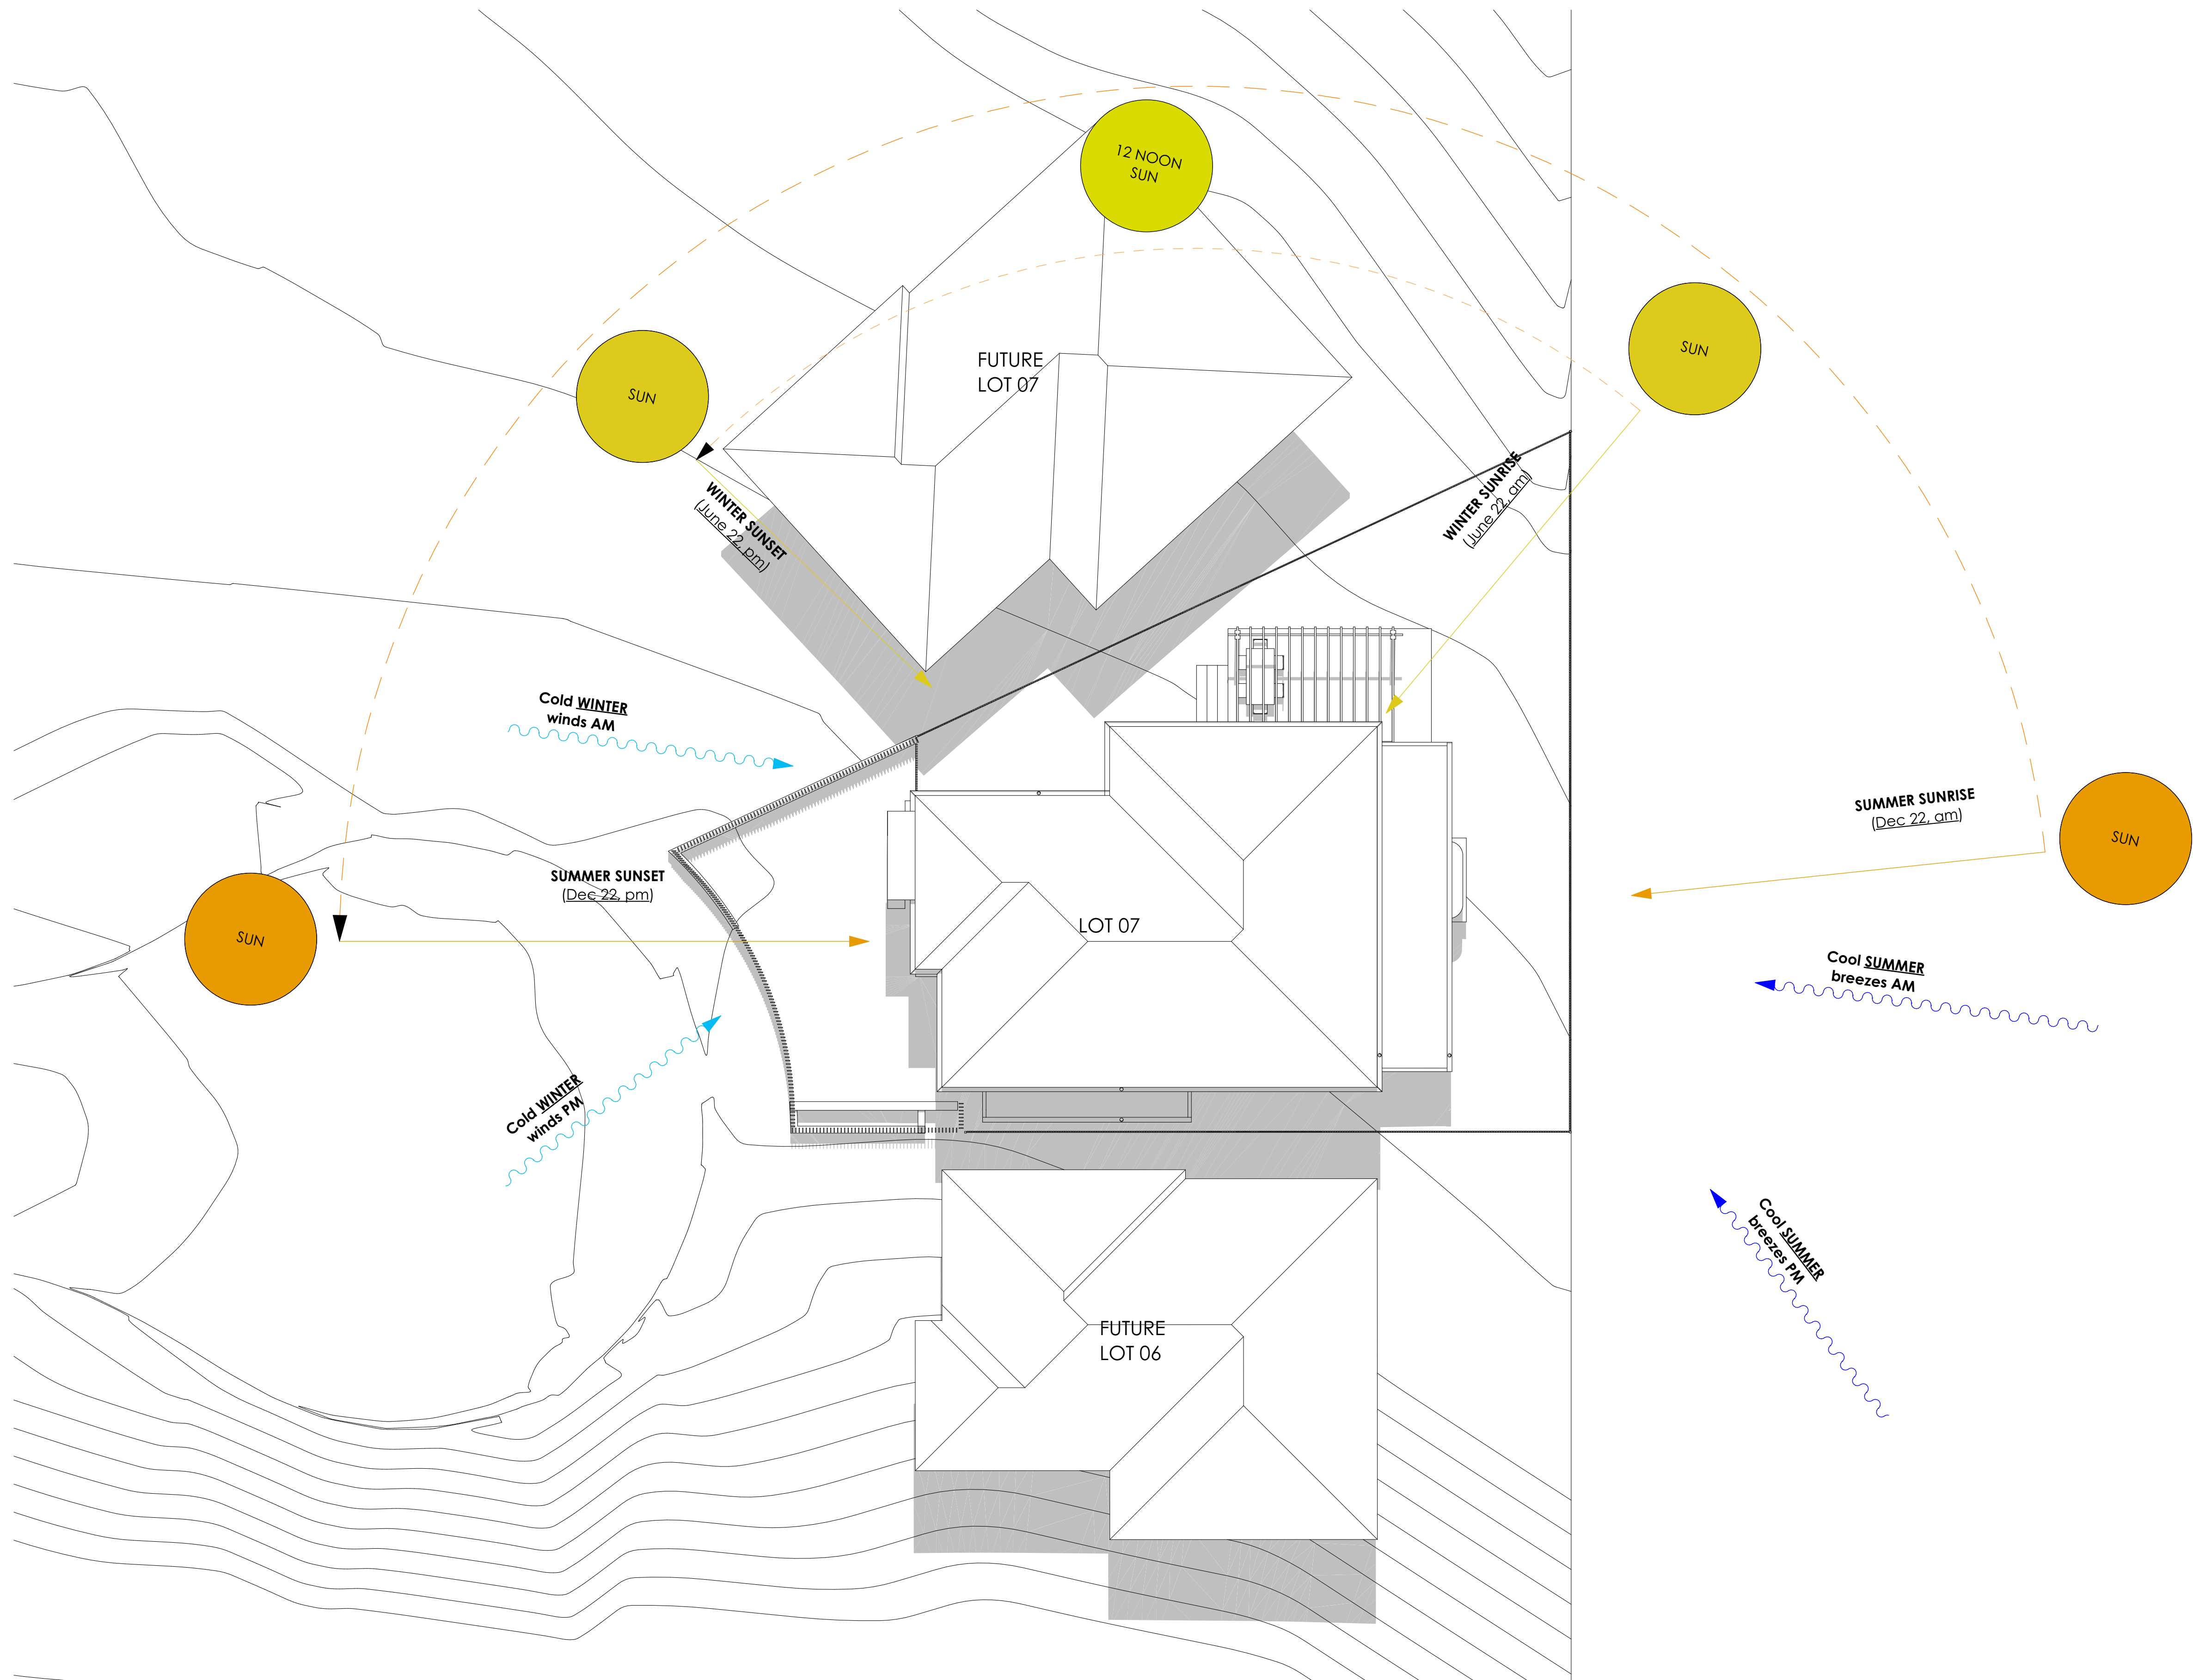 12 NOON
SUN
SUN
SUN
FUTURE
LOT 07
WINTER SUNSET
(June 22, pm)
WINTER SUNRISE
(June 22, am)
Cold WINTER
winds AM
SUMMER SUNRISE
(Dec 22, am)
SUN
SUMMER SUNSET
(Dec 22, pm)
SUN
LOT 07
Cool SUMMER
breezes AM
Cold WINTER
winds PM
Cool SUMMER
breezes PM
FUTURE
LOT 06